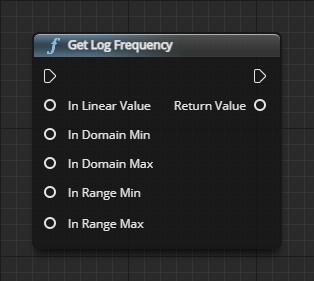 Get Log Frequency
In Linear Value
Return Value
In Domain Min
In Domain Max
In Range Min
In Range Max